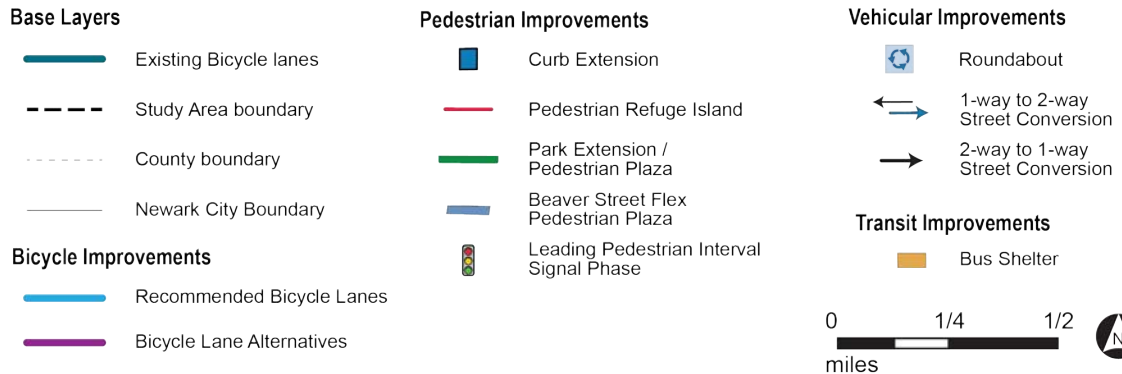 Base Layers
Existing Bicycle lanes
Study Area boundary
County boundary
Newark City Boundary
Bicycle Improvements
Recommended Bicycle Lanes
Bicycle Lane Alternatives
Pedestrian Improvements
Curb Extension
Pedestrian Refuge Island
Park Extension /
Pedestrian Plaza
Beaver Street Flex
Pedestrian Plaza
Leading Pedestrian Interval
Signal Phase
Vehicular Improvements
Roundabout
1-way to 2-way
Street Conversion
2-way to 1-way
Street Conversion
Transit Improvements
Bus Shelter
0 1/4 1/2
miles
N